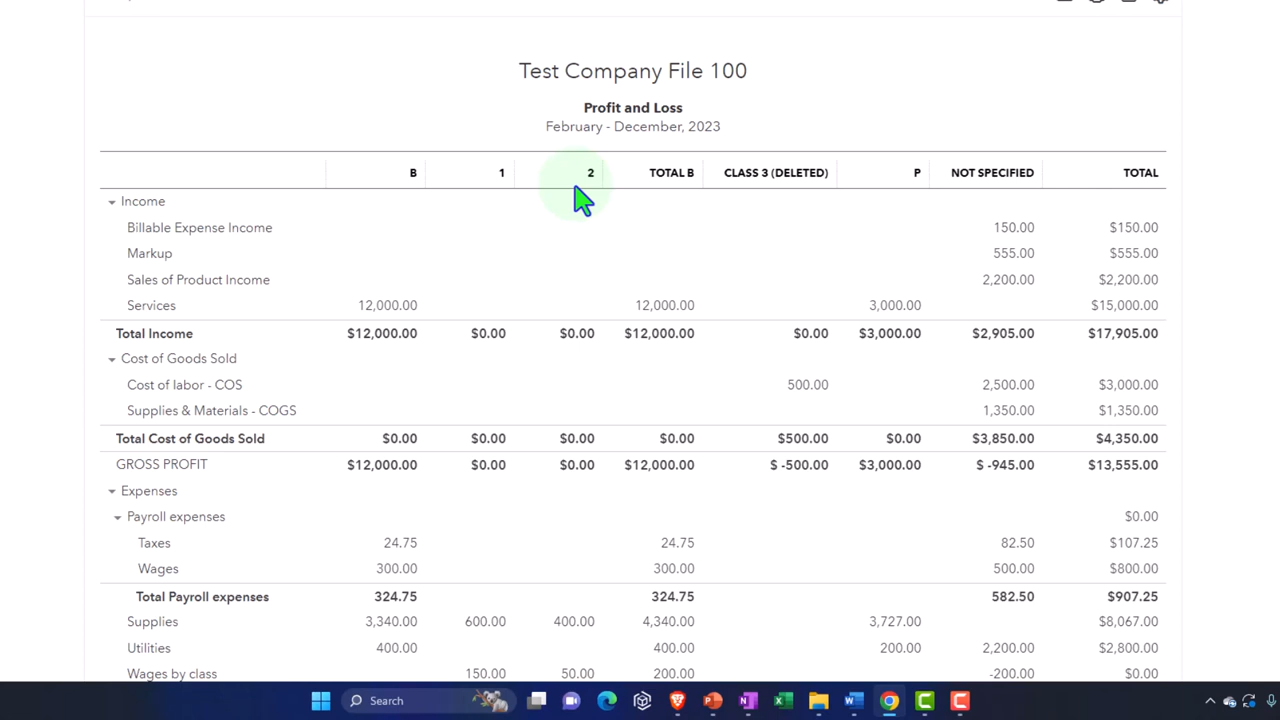 Test Company File 100
Profit and Loss
February - December, 2023
B 1 2 TOTAL B CLASS 3 (DELETED) P NOT SPECIFIED TOTAL
Income
Billable Expense Income 150.00 $150.00
Markup 555.00 $555.00
Sales of Product Income 2,200.00 $2,200.00
Services 12,000.00 12,000.00 3,000.00 $15,000.00
Total Income $12,000.00 $0.00 $0.00 $12,000.00 $0.00 $3,000.00 $2,905.00 $17,905.00
Cost of Goods Sold
Cost of labor - COS 500.00 2,500.00 $3,000.00
Supplies & Materials - COGS 1,350.00 $1,350.00
Total Cost of Goods Sold $0.00 $0.00 $0.00 $0.00 $500.00 $0.00 $3,850.00 $4,350.00
GROSS PROFIT $12,000.00 $0.00 $0.00 $12,000.00 $ -500.00 $3,000.00 $ -945.00 $13,555.00
Expenses
Payroll expenses $0.00
Taxes 24.75 24.75 82.50 $107.25
Wages 300.00 300.00 500.00 $800.00
Total Payroll expenses 324.75 324.75 582.50 $907.25
Supplies 3,340.00 600.00 400.00 4,340.00 3,727.00 $8,067.00
Utilities 400.00 400.00 200.00 2,200.00 $2,800.00
Wages by class 150.00 50.00 200.00 -200.00 $0.00
Search